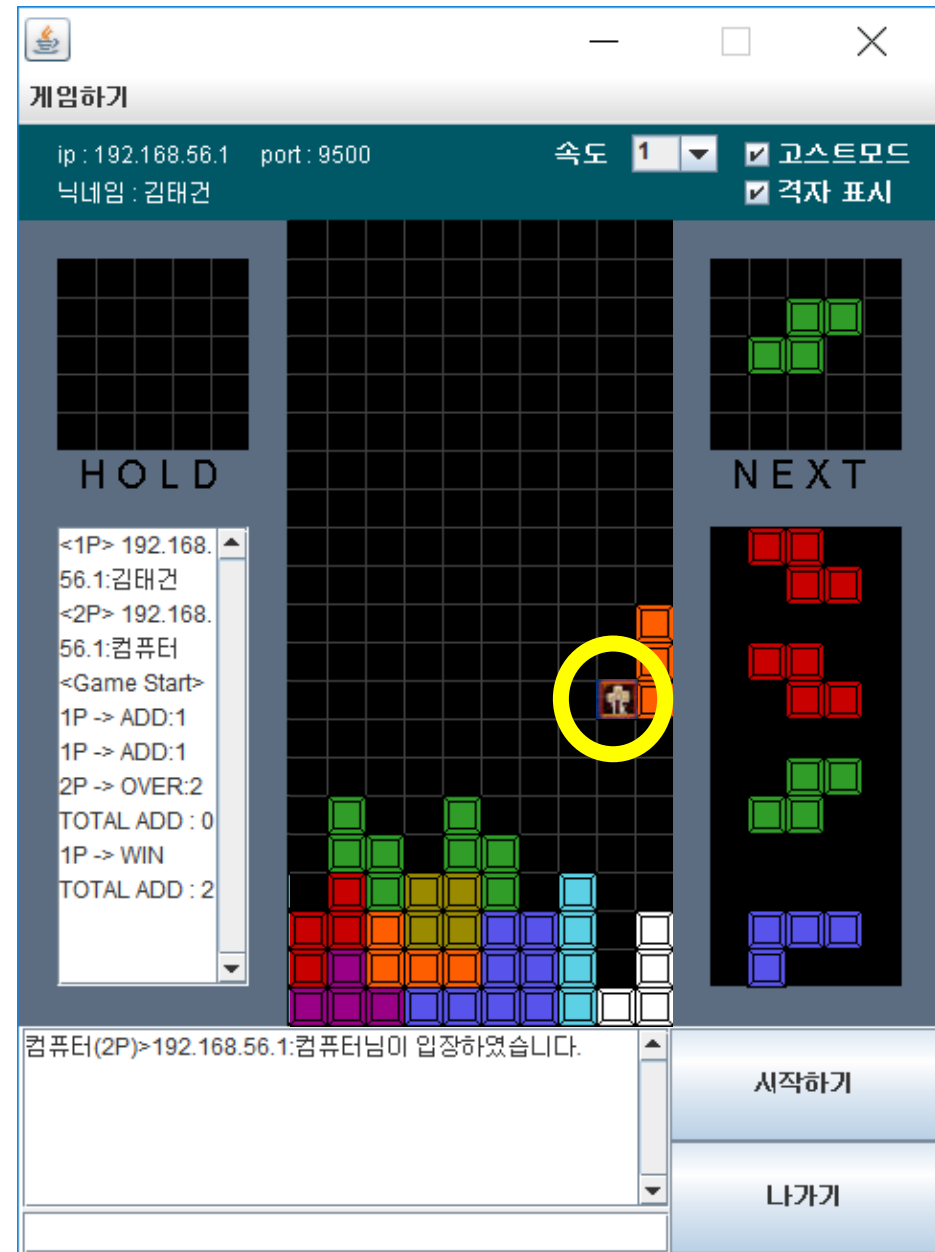 게임하기
ip : 192.168.56.1 port : 9500 속도 1 고스트모드
닉네임 : 김태건 격자 표시
HOLD
NEXT
<1P> 192.168.
56.1:김태건
<2P> 192.168.
56.1:컴퓨터
<Game Start>
1P -> ADD:1
1P -> ADD:1
2P -> OVER:2
TOTAL ADD : 0
1P -> WIN
TOTAL ADD : 2
컴퓨터(2P)>192.168.56.1:컴퓨터님이 입장하였습니다.
시작하기
나가기